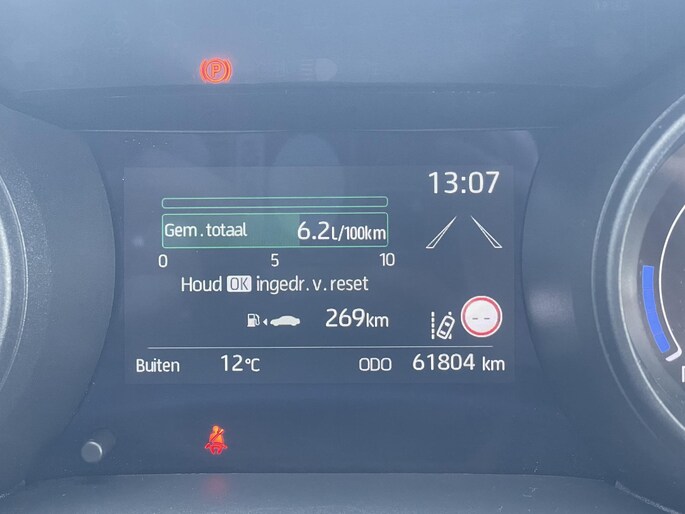 P
13:07
Gem. totaal 6.2L/100km
0 5 10
Houd OK ingedr. v. reset
269km
--
Buiten 12°C ODO 61804 km